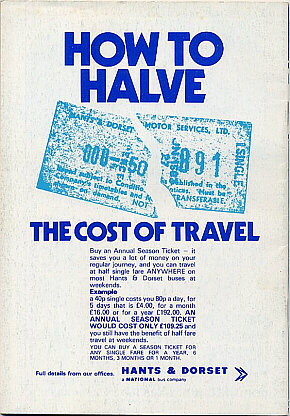 HOW TO
HALVE
HANTS & DORSET MOTOR SERVICES, LTD.
SINGLE
THE COST OF TRAVEL
Buy an Annual Season Ticket – it
saves you a lot of money on your
regular journey, and you can travel
at half single fare ANYWHERE on
most Hants & Dorset buses at
weekends.
Example
a 40p single costs you 80p a day, for
5 days that is £4.00, for a month
£16.00 or for a year £192.00. AN
ANNUAL SEASON TICKET
WOULD COST ONLY £109.25 and
you still have the benefit of half fare
travel at weekends.
YOU CAN BUY A SEASON TICKET FOR
ANY SINGLE FARE FOR A YEAR, 6
MONTHS, 3 MONTHS OR 1 MONTH.
Full details from our offices. HANTS & DORSET
a NATIONAL bus company